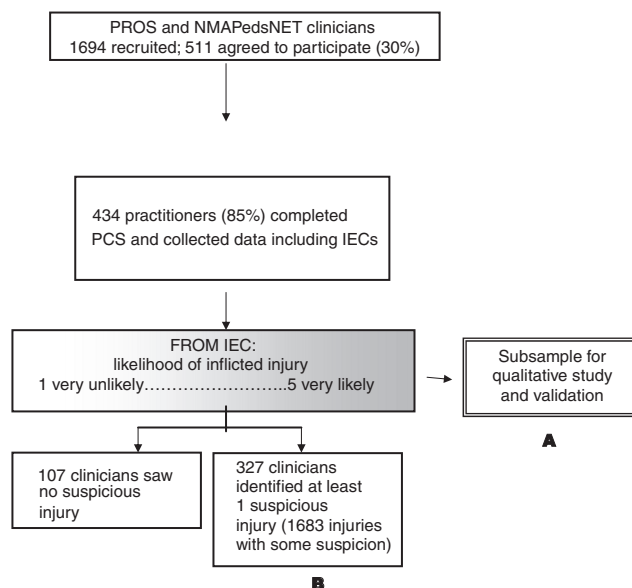 PROS and NMAPedsNET clinicians
1694 recruited; 511 agreed to participate (30%)
434 practitioners (85%) completed
PCS and collected data including IECs
FROM IEC:
likelihood of inflicted injury
1 very unlikely……………………..5 very likely
Subsample for
qualitative study
and validation
A
107 clinicians saw
no suspicious
injury
327 clinicians
identified at least
1 suspicious
injury (1683 injuries
with some suspicion)
B